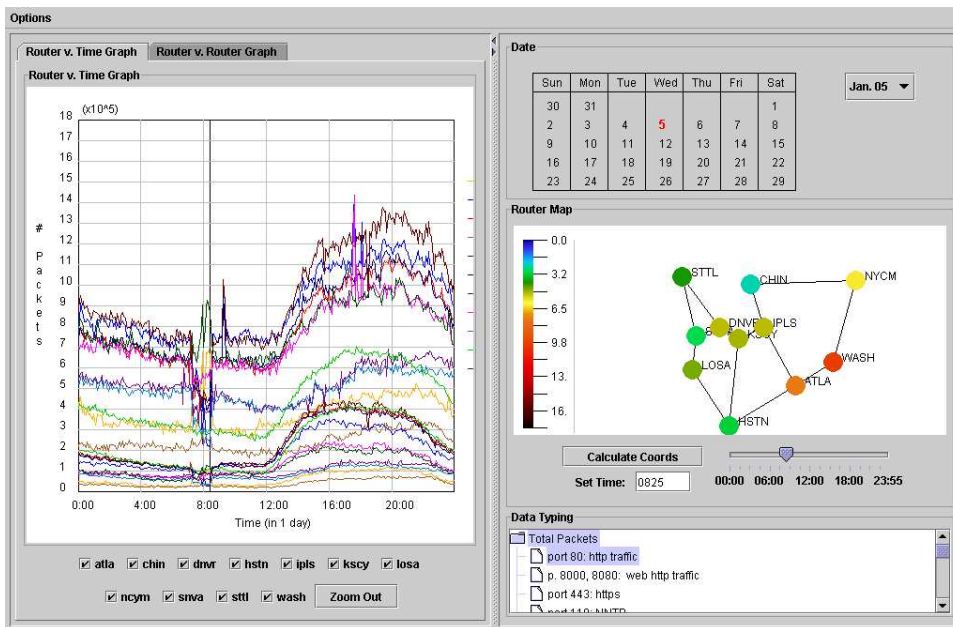 Options
Router v. Time Graph
Router v. Router Graph
Router v. Time Graph
(x10^5)
18
17
16
15
14
13
12
11
10
9
8
7
6
5
4
3
2
1
0
# Packets
0:00 4:00 8:00 12:00 16:00 20:00
Time (in 1 day)
atla chin dnvr hstn ipls kscy losa
ncym snva sttl wash Zoom Out
Date
Sun Mon Tue Wed Thu Fri Sat
30 31 1
2 3 4 5 6 7 8
9 10 11 12 13 14 15
16 17 18 19 20 21 22
23 24 25 26 27 28 29
Jan. 05
Router Map
0.0
3.2
6.5
9.8
13.
16.
STTL
CHIN
NYCM
DNVR
IPLS
KSCY
LOSA
WASH
ATLA
HSTN
Calculate Coords
Set Time: 0825
00:00 06:00 12:00 18:00 23:55
Data Typing
Total Packets
port 80: http traffic
p. 8000, 8080: web http traffic
port 443: https
port 119: NNTP